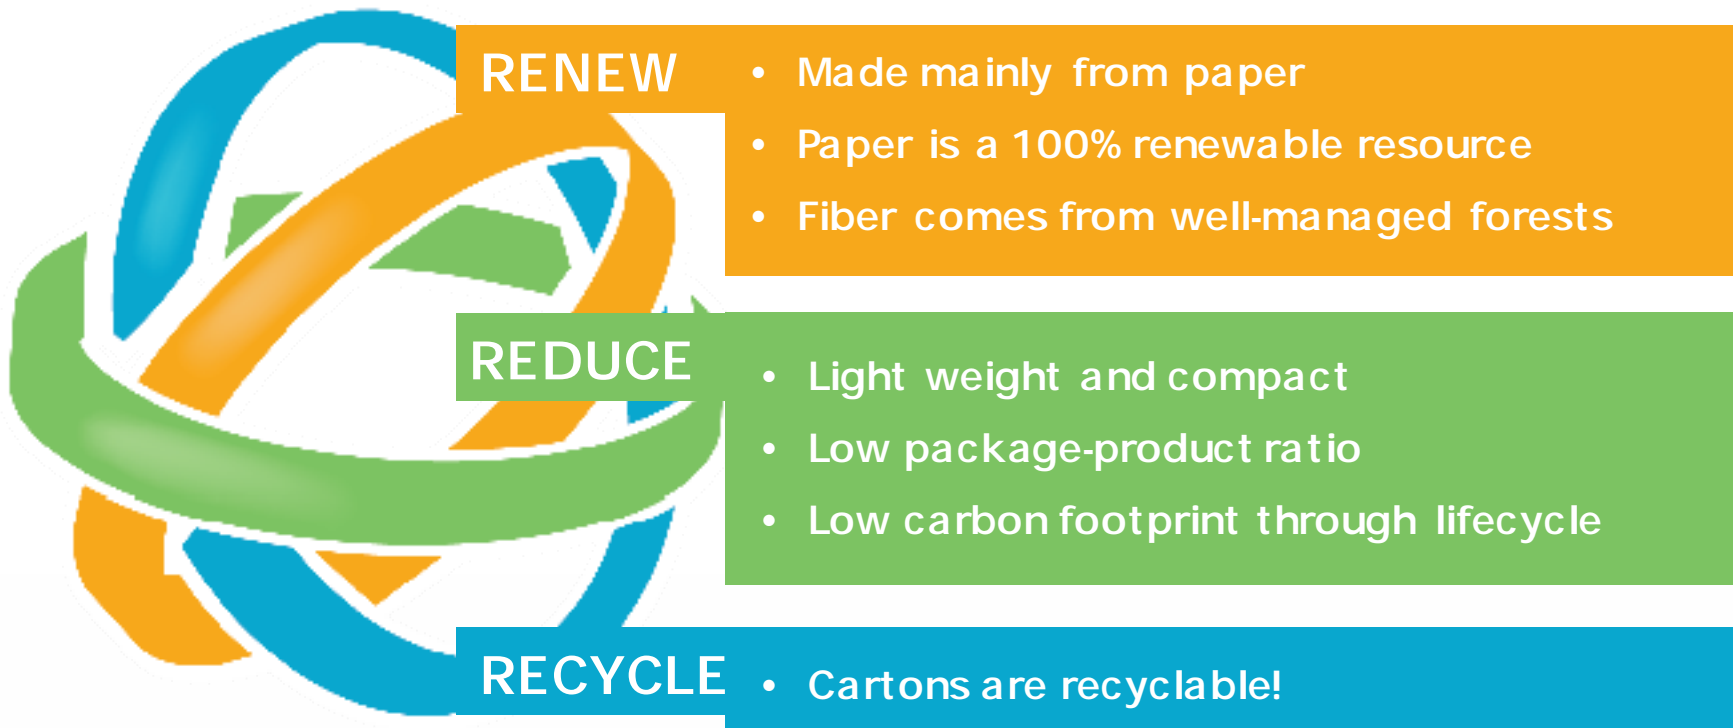 RENEW
• Made mainly from paper
• Paper is a 100% renewable resource
• Fiber comes from well-managed forests
REDUCE
• Light weight and compact
• Low package-product ratio
• Low carbon footprint through lifecycle
RECYCLE
• Cartons are recyclable!